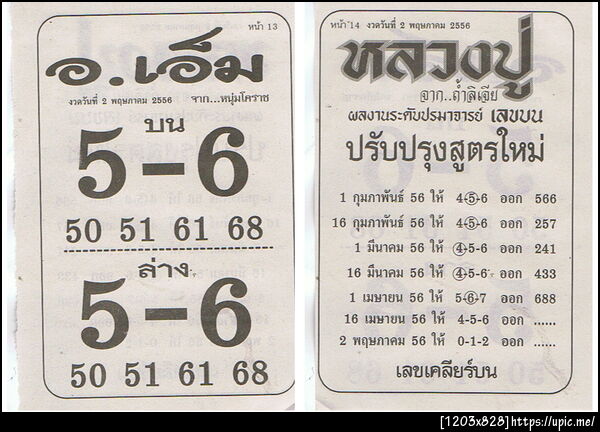 หน้า 13
อ.เอ็ม
งวดวันที่ 2 พฤษภาคม 2556 จาก...หนุ่มโคราช
บน
5-6
50 51 61 68
ล่าง
5-6
50 51 61 68
หน้า 14 งวดวันที่ 2 พฤษภาคม 2556
หลวงปู่
จาก..ถ้ำลิเจีย
ผลงานระดับปรมาจารย์ เลขบน
ปรับปรุงสูตรใหม่
1 กุมภาพันธ์ 56 ให้ 4-5-6 ออก 566
16 กุมภาพันธ์ 56 ให้ 4-5-6 ออก 257
1 มีนาคม 56 ให้ 4-5-6 ออก 241
16 มีนาคม 56 ให้ 4-5-6 ออก 433
1 เมษายน 56 ให้ 5-6-7 ออก 688
16 เมษายน 56 ให้ 4-5-6 ออก ......
2 พฤษภาคม 56 ให้ 0-1-2 ออก ......
เลขเคลียร์บน
[1203x828]https://upic.me/